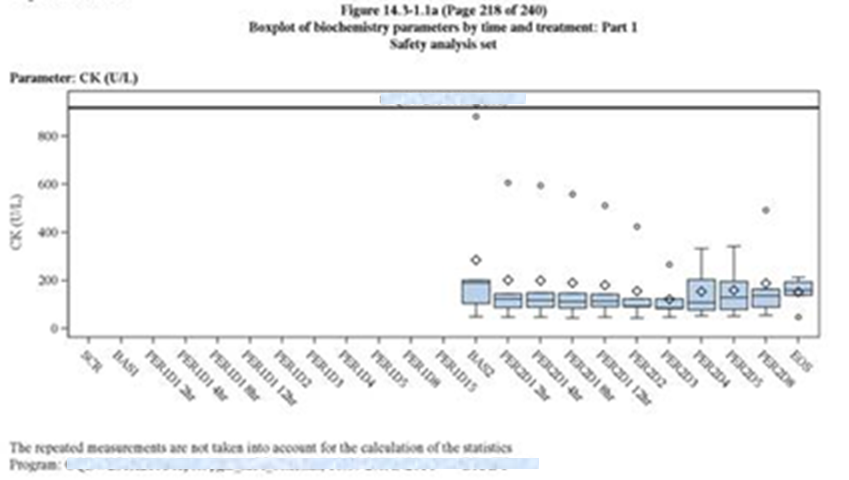 Figure 14.3-1.1a (Page 218 of 240)
Boxplot of biochemistry parameters by time and treatment: Part 1
Safety analysis set
Parameter: CK (U/L)
CK (U/L)
800
600
400
200
0
SCR
BAS1
PER1D1 2hr
PER1D1 4hr
PER1D1 8hr
PER1D1 12hr
PER1D2
PER1D3
PER1D4
PER1D5
PER1D8
PER1D15
BAS2
PER2D1 2hr
PER2D1 4hr
PER2D1 8hr
PER2D1 12hr
PER2D2
PER2D3
PER2D4
PER2D5
PER2D8
EOS
The repeated measurements are not taken into account for the calculation of the statistics
Program: